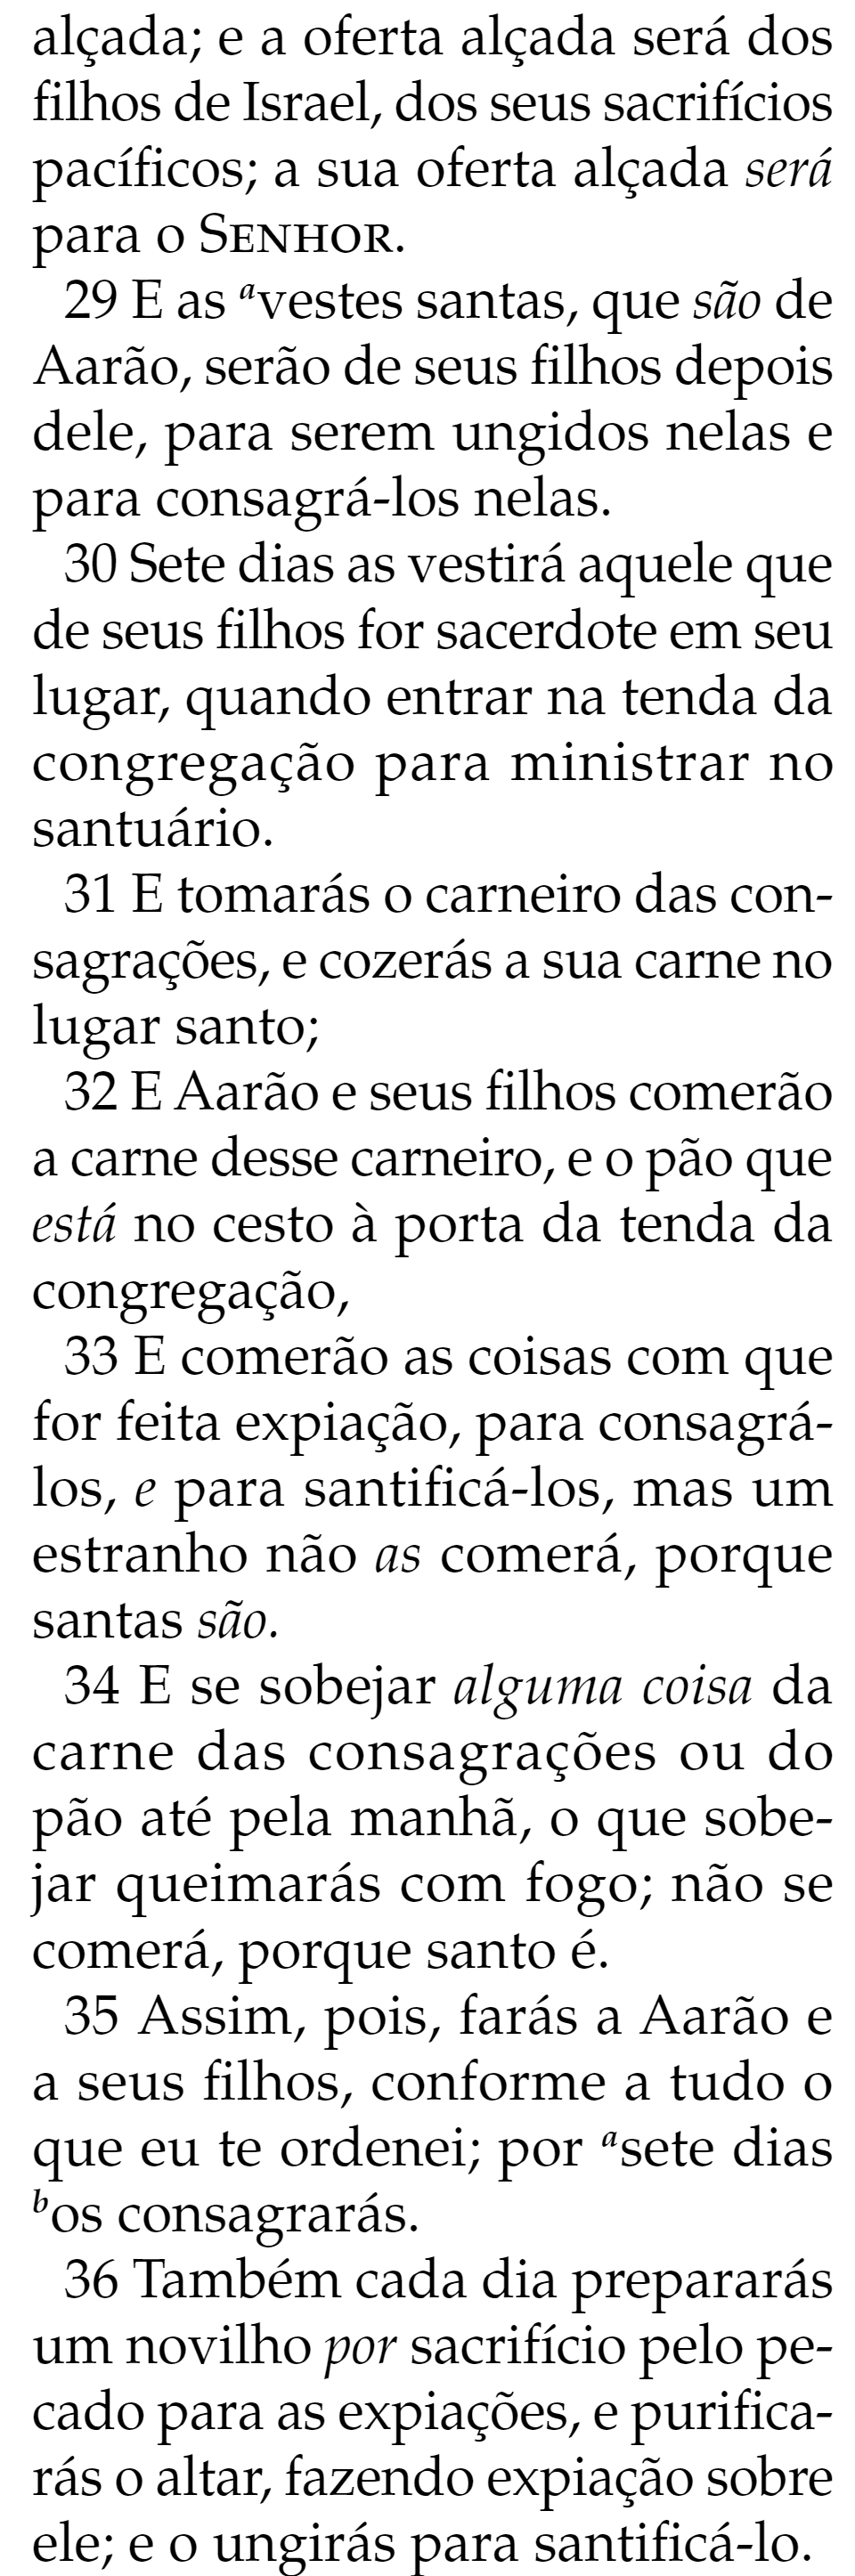 alçada; e a oferta alçada será dos
filhos de Israel, dos seus sacrifícios
pacíficos; a sua oferta alçada será
para o SENHOR.
29 E as ᵃvestes santas, que são de
Aarão, serão de seus filhos depois
dele, para serem ungidos nelas e
para consagrá-los nelas.
30 Sete dias as vestirá aquele que
de seus filhos for sacerdote em seu
lugar, quando entrar na tenda da
congregação para ministrar no
santuário.
31 E tomarás o carneiro das con-
sagrações, e cozerás a sua carne no
lugar santo;
32 E Aarão e seus filhos comerão
a carne desse carneiro, e o pão que
está no cesto à porta da tenda da
congregação,
33 E comerão as coisas com que
for feita expiação, para consagrá-
los, e para santificá-los, mas um
estranho não as comerá, porque
santas são.
34 E se sobejar alguma coisa da
carne das consagrações ou do
pão até pela manhã, o que sobe-
jar queimarás com fogo; não se
comerá, porque santo é.
35 Assim, pois, farás a Aarão e
a seus filhos, conforme a tudo o
que eu te ordenei; por ᵃsete dias
ᵇos consagrarás.
36 Também cada dia prepararás
um novilho por sacrifício pelo pe-
cado para as expiações, e purifica-
rás o altar, fazendo expiação sobre
ele; e o ungirás para santificá-lo.